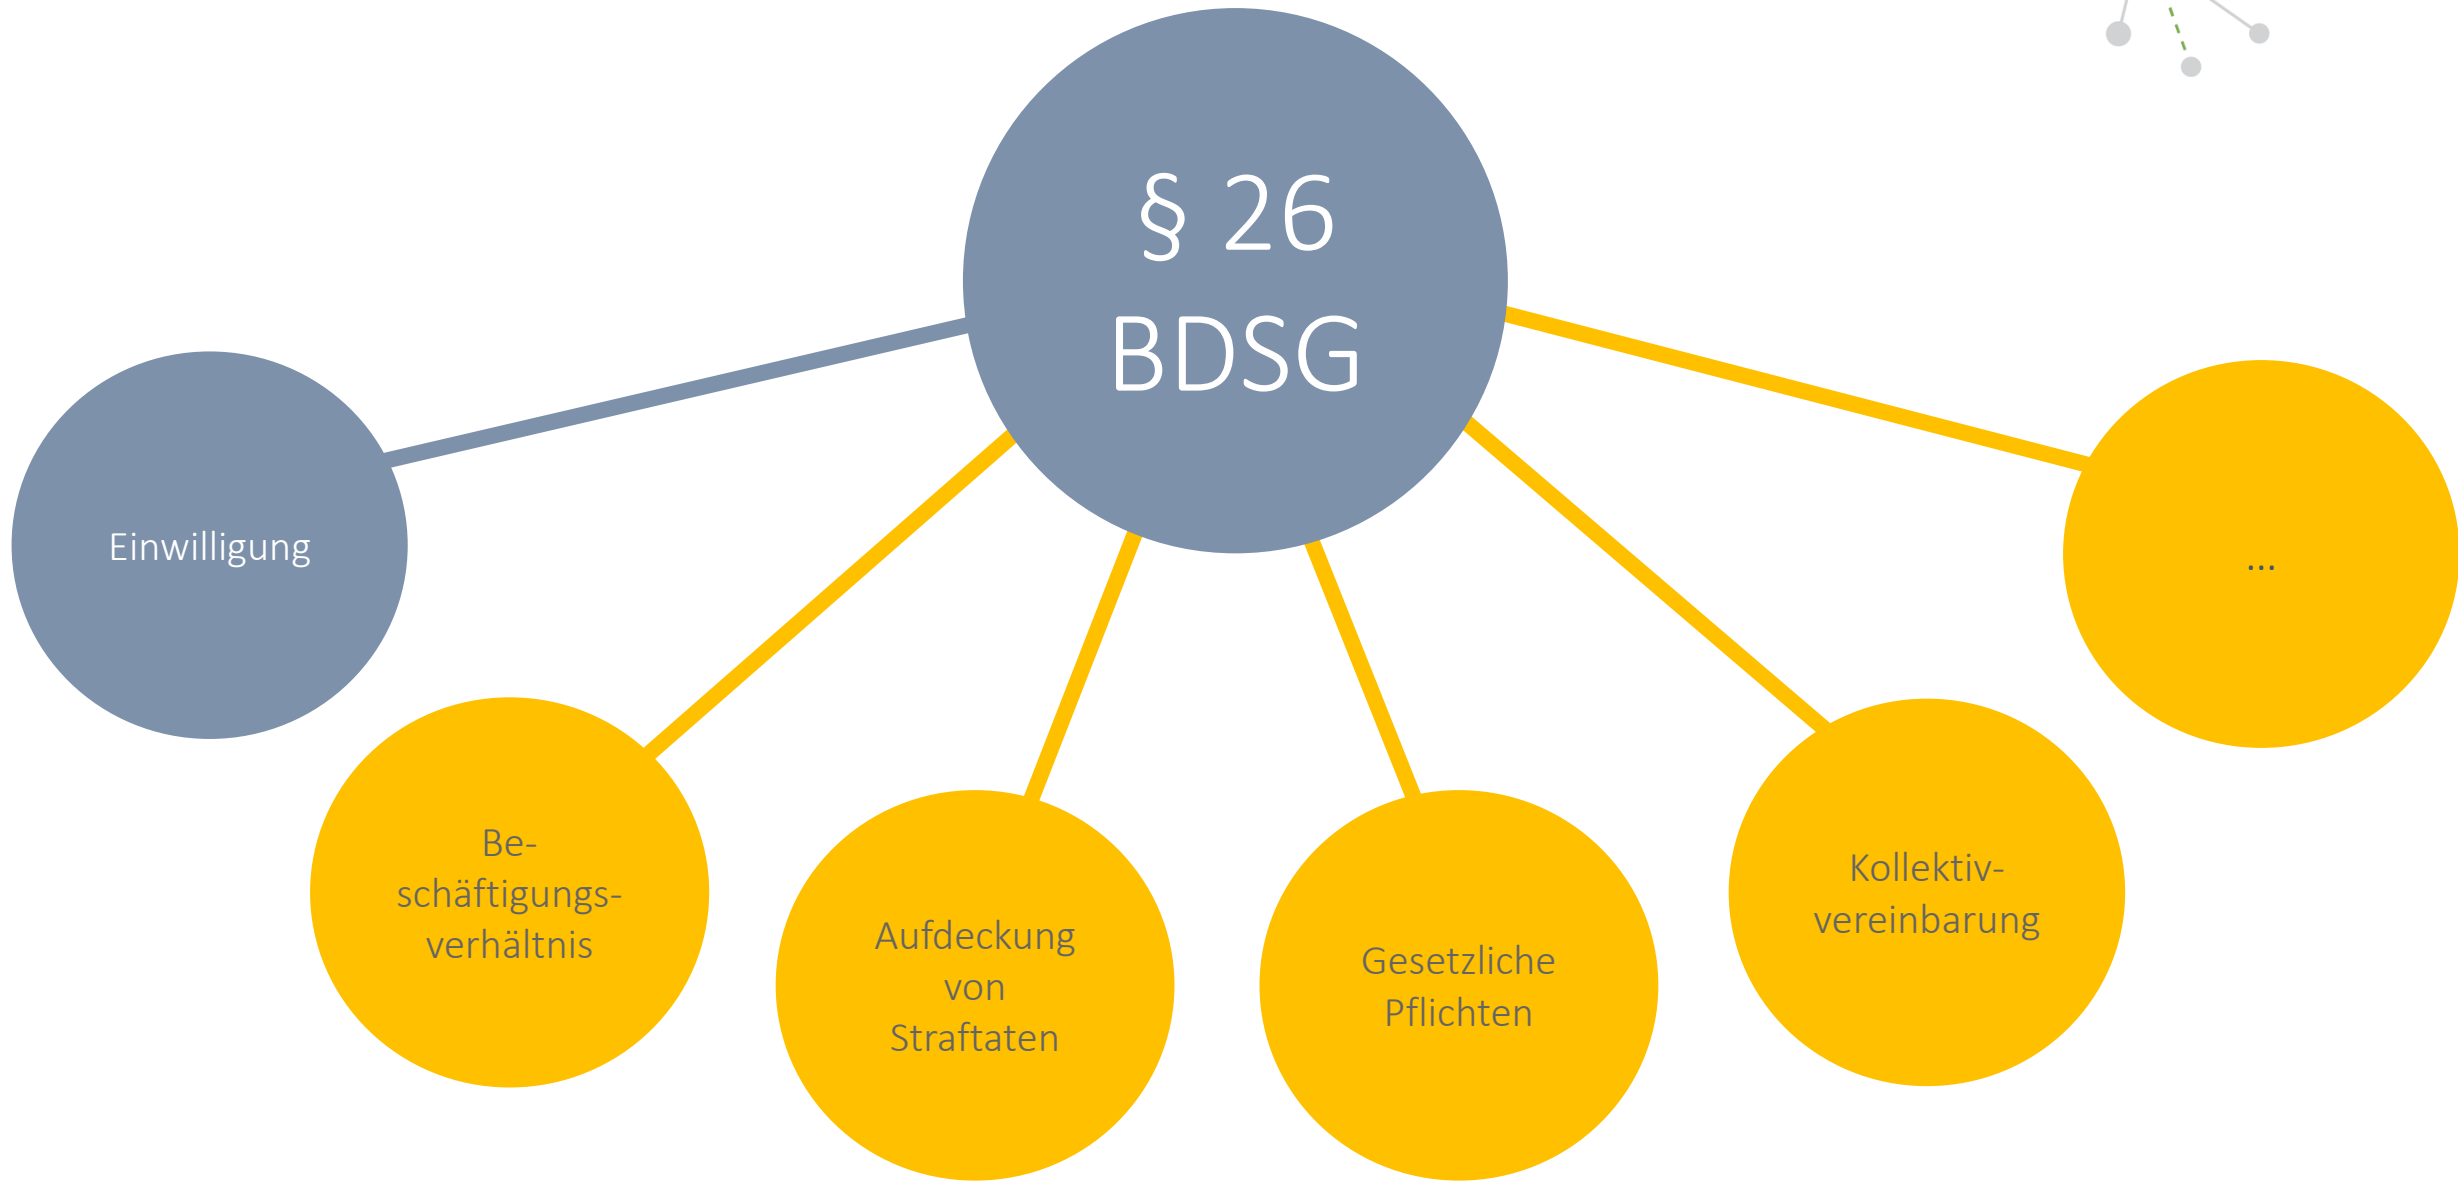 § 26
BDSG
Einwilligung
Be-
schäftigungs-
verhältnis
Aufdeckung
von
Straftaten
Gesetzliche
Pflichten
Kollektiv-
vereinbarung
...